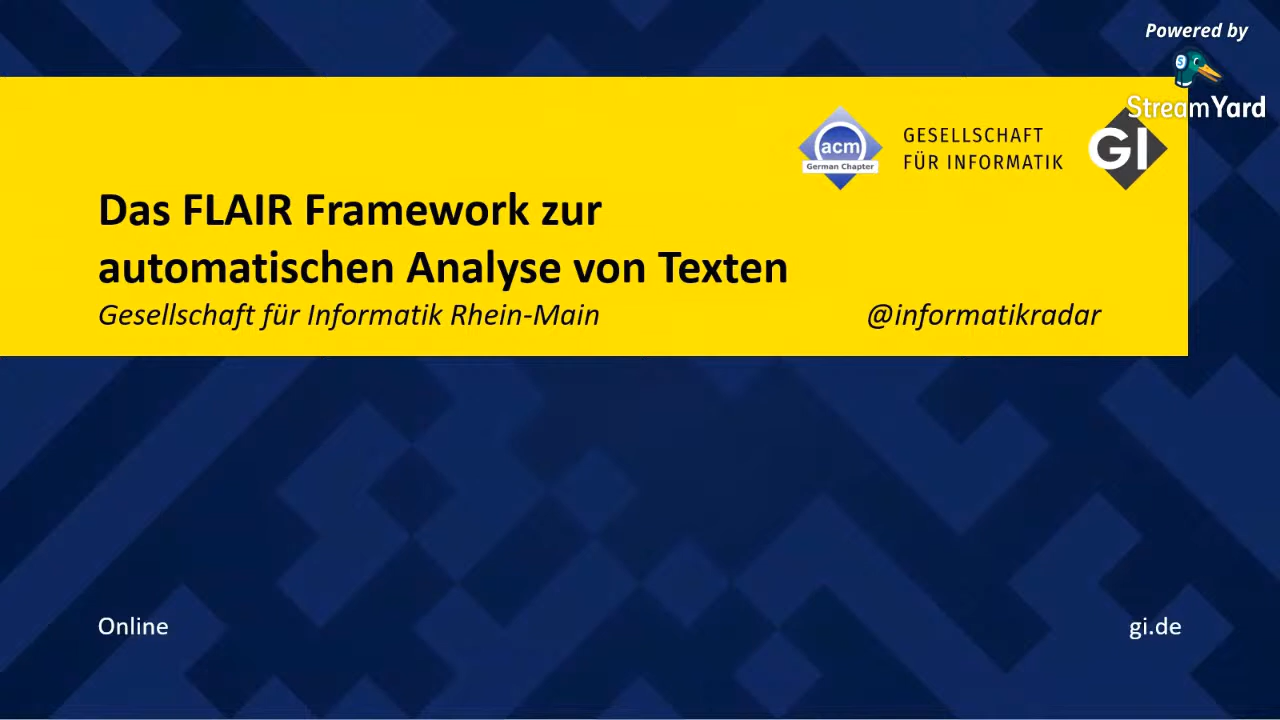 Powered by
StreamYard
acm
German Chapter
GESELLSCHAFT
FÜR INFORMATIK
GI
Das FLAIR Framework zur
automatischen Analyse von Texten
Gesellschaft für Informatik Rhein-Main
@informatikradar
Online
gi.de